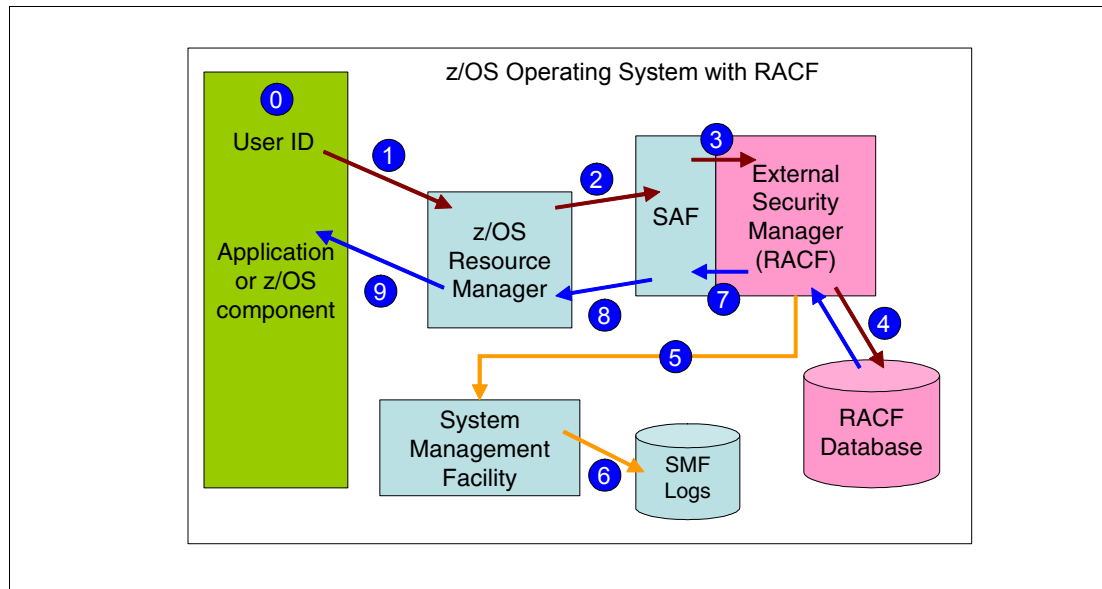 z/OS Operating System with RACF
0
User ID
1
2
3
External
Security
Manager
(RACF)
SAF
z/OS
Resource
Manager
Application
or z/OS
component
9
8
7
4
5
System
Management
Facility
6
SMF
Logs
RACF
Database